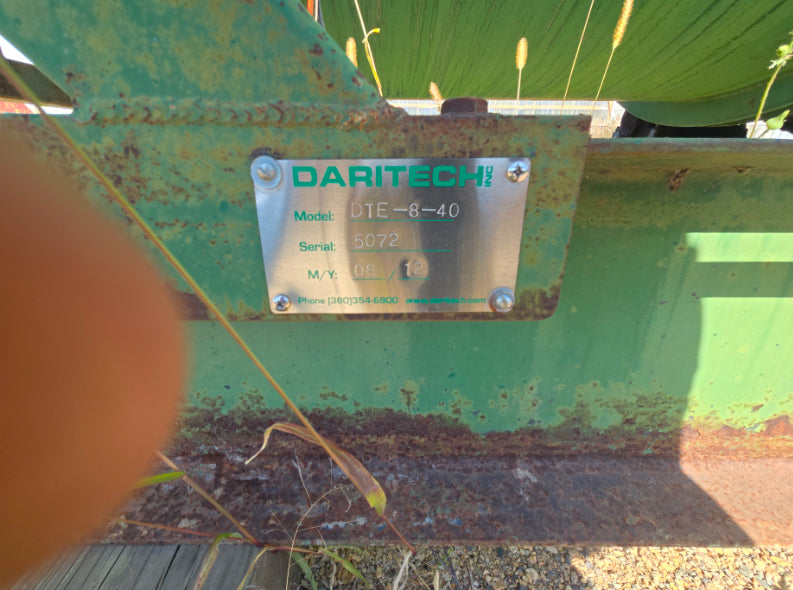 DARITECH INC
Model: DTE-8-40
Serial: 5072
M/Y: 08 / 12
Phone (360)354-6900 www.daritech.com